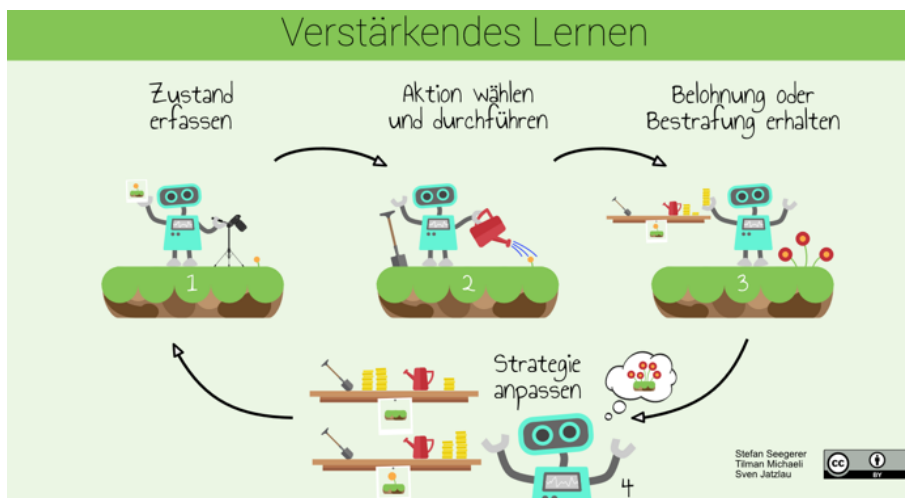 Verstärkendes Lernen
Zustand
erfassen
Aktion wählen
und durchführen
Belohnung oder
Bestrafung erhalten
1
2
3
Strategie
anpassen
4
Stefan Seegerer
Tilman Michaeli
Sven Jatzlau
cc
BY